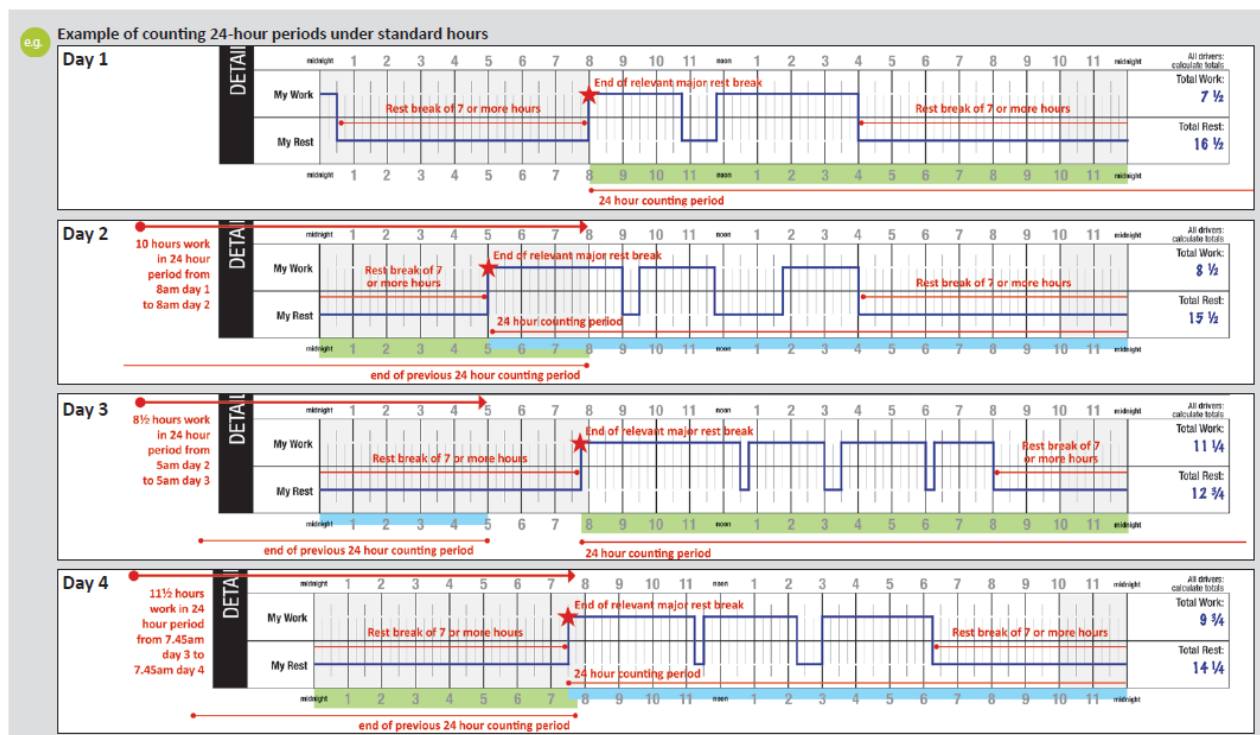 e.g.
Example of counting 24-hour periods under standard hours
Day 1
DETAIL
midnight 1 2 3 4 5 6 7 8 9 10 11 noon 1 2 3 4 5 6 7 8 9 10 11 midnight
All drivers:
calculate totals
End of relevant major rest break
My Work
Total Work:
7 ½
Rest break of 7 or more hours
Rest break of 7 or more hours
My Rest
Total Rest:
16 ½
midnight 1 2 3 4 5 6 7 8 9 10 11 noon 1 2 3 4 5 6 7 8 9 10 11 midnight
24 hour counting period
Day 2
10 hours work
in 24 hour
period from
8am day 1
to 8am day 2
DETAIL
midnight 1 2 3 4 5 6 7 8 9 10 11 noon 1 2 3 4 5 6 7 8 9 10 11 midnight
All drivers:
calculate totals
End of relevant major rest break
My Work
Total Work:
8 ½
Rest break of 7
or more hours
Rest break of 7 or more hours
My Rest
Total Rest:
15 ½
24 hour counting period
midnight 1 2 3 4 5 6 7 8 9 10 11 noon 1 2 3 4 5 6 7 8 9 10 11 midnight
end of previous 24 hour counting period
Day 3
8½ hours work
in 24 hour
period from
5am day 2
to 5am day 3
DETAIL
midnight 1 2 3 4 5 6 7 8 9 10 11 noon 1 2 3 4 5 6 7 8 9 10 11 midnight
All drivers:
calculate totals
End of relevant major rest break
My Work
Total Work:
11 ¼
Rest break of 7 or more hours
Rest break of 7
or more hours
My Rest
Total Rest:
12 ¾
midnight 1 2 3 4 5 6 7 8 9 10 11 noon 1 2 3 4 5 6 7 8 9 10 11 midnight
end of previous 24 hour counting period
24 hour counting period
Day 4
11½ hours
work in 24
hour period
from 7.45am
day 3 to
7.45am day 4
DETAIL
midnight 1 2 3 4 5 6 7 8 9 10 11 noon 1 2 3 4 5 6 7 8 9 10 11 midnight
All drivers:
calculate totals
End of relevant major rest break
My Work
Total Work:
9 ¾
Rest break of 7 or more hours
Rest break of 7 or more hours
My Rest
Total Rest:
14 ¼
24 hour counting period
midnight 1 2 3 4 5 6 7 8 9 10 11 noon 1 2 3 4 5 6 7 8 9 10 11 midnight
end of previous 24 hour counting period